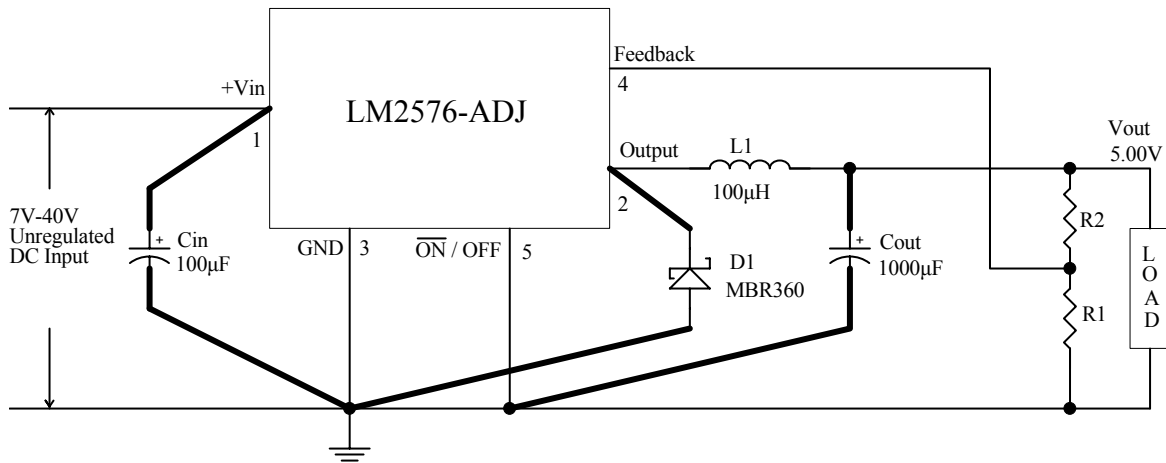 Feedback
4
+Vin
1
LM2576-ADJ
Output
2
L1
100µH
Vout
5.00V
7V-40V
Unregulated
DC Input
Cin
100µF
+
GND
3
ON / OFF
5
D1
MBR360
+
Cout
1000µF
R2
R1
LOAD